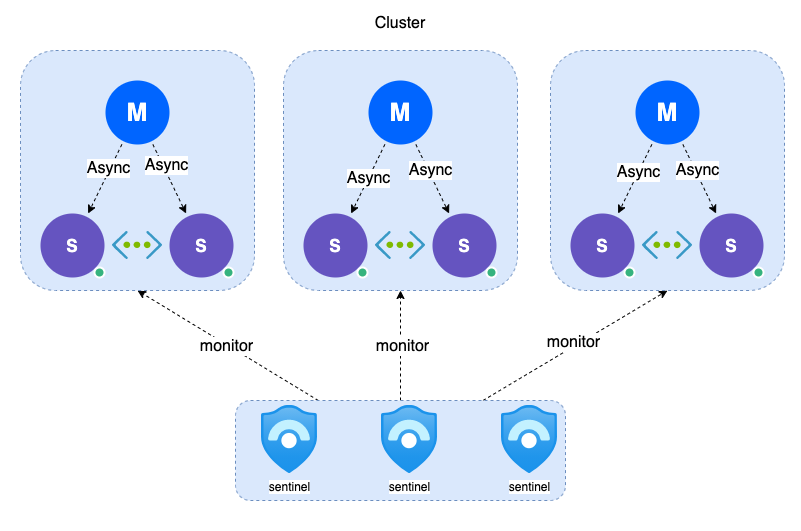 Cluster
M
M
M
Async
Async
Async
Async
Async
Async
S
S
S
S
S
S
monitor
monitor
monitor
sentinel
sentinel
sentinel